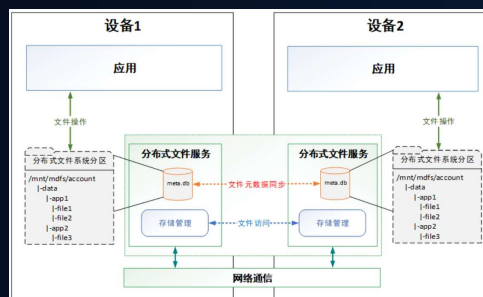 设备1
设备2
应用
应用
文件操作
文件操作
分布式文件系统分区
/mnt/mdfs/account
|-data
|-app1
|-file1
|-file2
|-app2
|-file3
分布式文件服务
meta.db
存储管理
文件元数据同步
文件访问
分布式文件服务
meta.db
存储管理
分布式文件系统分区
/mnt/mdfs/account
|-data
|-app1
|-file1
|-file2
|-app2
|-file3
网络通信